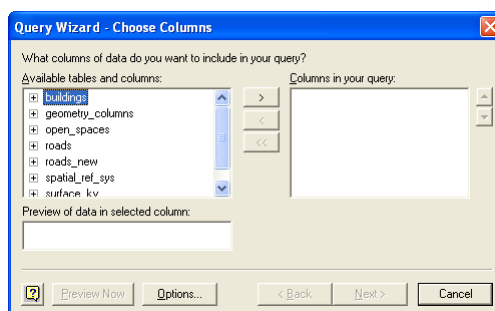 Query Wizard - Choose Columns
What columns of data do you want to include in your query?
Available tables and columns:
Columns in your query:
buildings
geometry_columns
open_spaces
roads
roads_new
spatial_ref_sys
surface_ky
>
<
<<
Preview of data in selected column:
?
Preview Now
Options...
< Back
Next >
Cancel